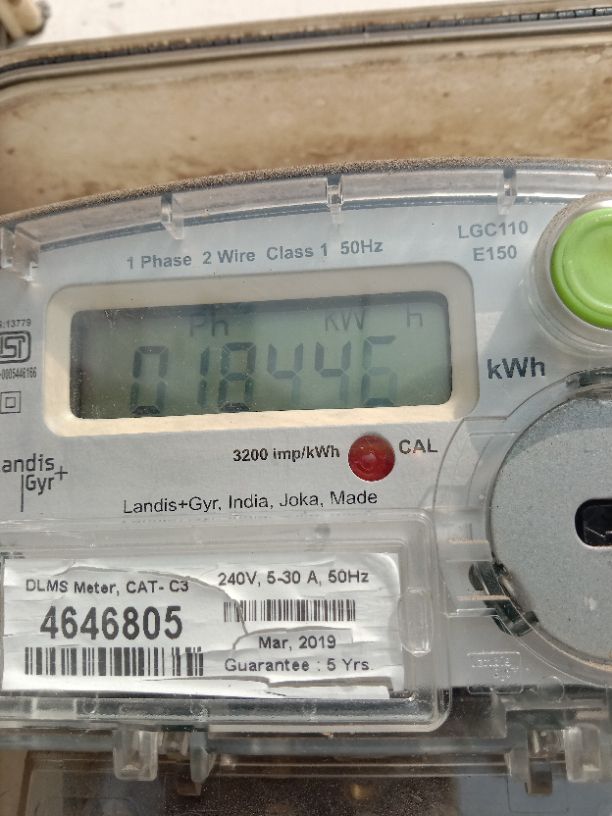 LGC110
E150
1 Phase 2 Wire Class 1 50Hz
Ph KW h
018446
kWh
3200 imp/kWh CAL
Landis+Gyr, India, Joka, Made
:13779
andis
Gyr+
DLMS Meter, CAT- C3
240V, 5-30 A, 50Hz
4646805
Mar, 2019
Guarantee : 5 Yrs